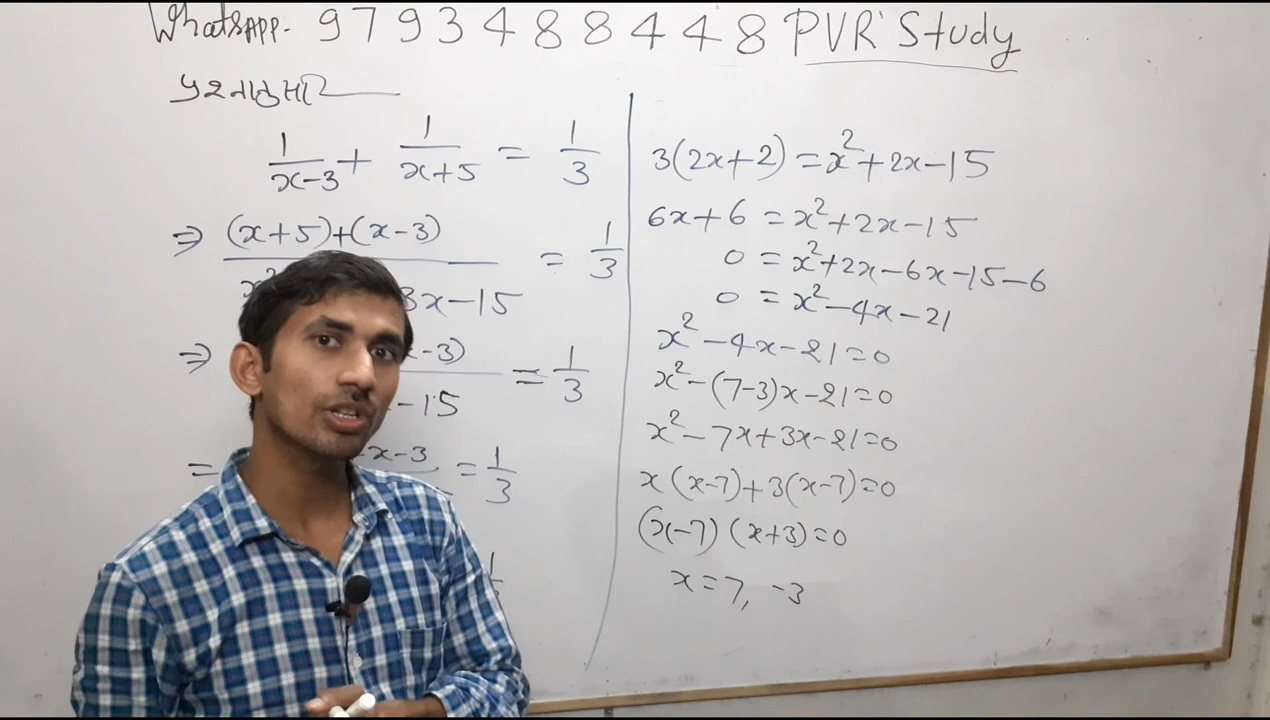 WhatsApp- 9793488448 PVR Study
प्रश्नानुसार
1/(x-3) + 1/(x+5) = 1/3
⇒ (x+5)+(x-3) / 3x-15 = 1/3
⇒ -3) / -15 = 1/3
= x-3 = 1/3
3(2x+2) = x²+2x-15
6x+6 = x²+2x-15
0 = x²+2x-6x-15-6
0 = x²-4x-21
x²-4x-21=0
x²-(7-3)x-21=0
x²-7x+3x-21=0
x(x-7)+3(x-7)=0
(x-7) (x+3)=0
x=7, -3